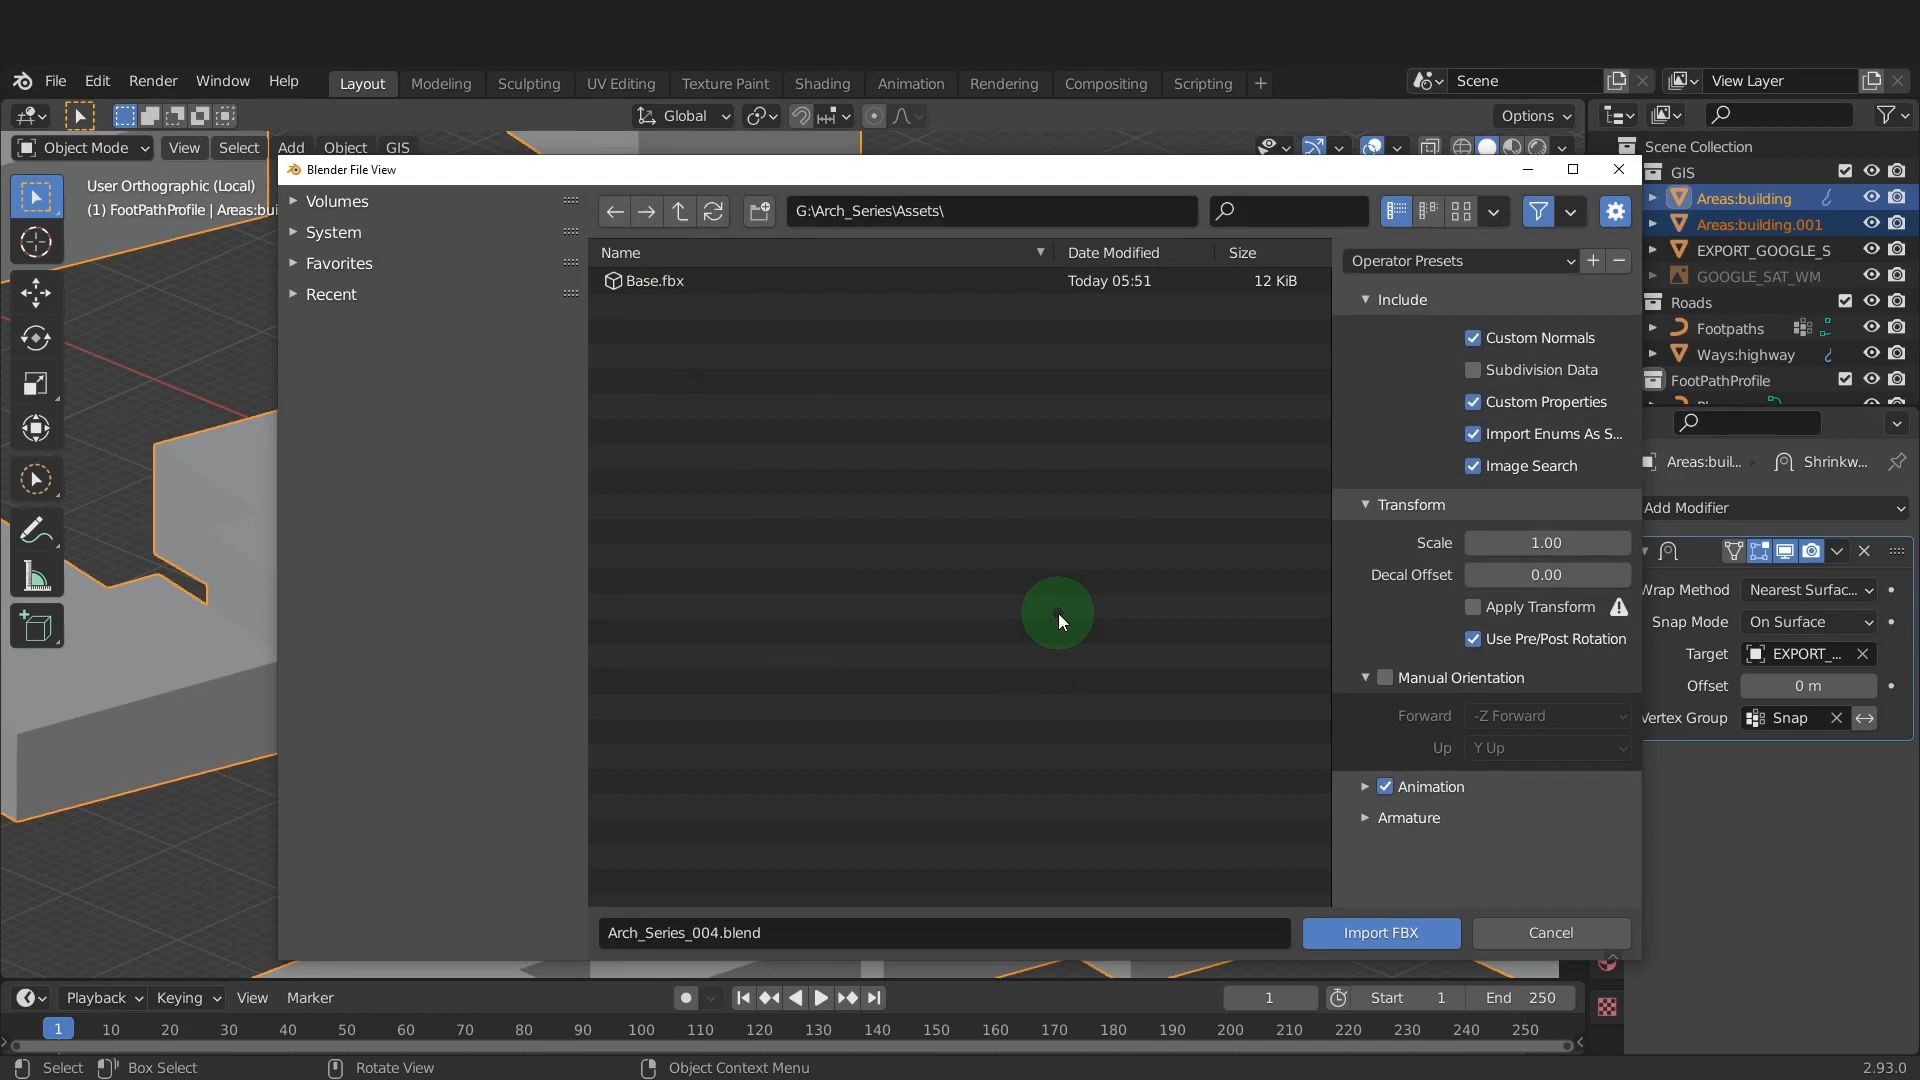 File Edit Render Window Help Layout Modeling Sculpting UV Editing Texture Paint Shading Animation Rendering Compositing Scripting + Scene View Layer
Global Options
Object Mode View Select Add Object GIS
User Orthographic (Local)
(1) FootPathProfile | Areas:bui
Blender File View
Volumes
System
Favorites
Recent
G:\Arch_Series\Assets\
Name Date Modified Size
Base.fbx Today 05:51 12 KiB
Operator Presets
Include
Custom Normals
Subdivision Data
Custom Properties
Import Enums As S...
Image Search
Transform
Scale 1.00
Decal Offset 0.00
Apply Transform
Use Pre/Post Rotation
Manual Orientation
Forward -Z Forward
Up Y Up
Animation
Armature
Arch_Series_004.blend Import FBX Cancel
Scene Collection
GIS
Areas:building
Areas:building.001
EXPORT_GOOGLE_S
GOOGLE_SAT_WM
Roads
Footpaths
Ways:highway
FootPathProfile
Areas:buil... Shrinkw...
Add Modifier
Wrap Method Nearest Surfac...
Snap Mode On Surface
Target EXPORT_...
Offset 0 m
Vertex Group Snap
Playback Keying View Marker 1 Start 1 End 250
1 10 20 30 40 50 60 70 80 90 100 110 120 130 140 150 160 170 180 190 200 210 220 230 240 250
Select Box Select Rotate View Object Context Menu 2.93.0